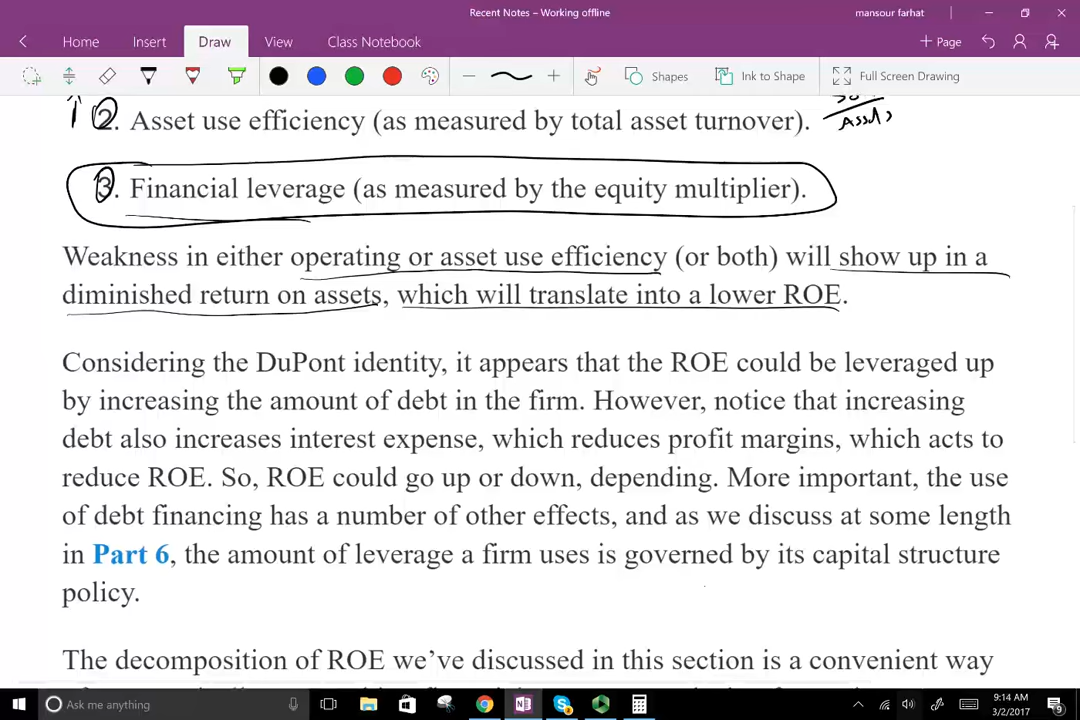 Recent Notes – Working offline
mansour farhat
Home Insert Draw View Class Notebook
Page
Shapes Ink to Shape Full Screen Drawing
2. Asset use efficiency (as measured by total asset turnover).
Assets
3. Financial leverage (as measured by the equity multiplier).
Weakness in either operating or asset use efficiency (or both) will show up in a
diminished return on assets, which will translate into a lower ROE.
Considering the DuPont identity, it appears that the ROE could be leveraged up
by increasing the amount of debt in the firm. However, notice that increasing
debt also increases interest expense, which reduces profit margins, which acts to
reduce ROE. So, ROE could go up or down, depending. More important, the use
of debt financing has a number of other effects, and as we discuss at some length
in Part 6, the amount of leverage a firm uses is governed by its capital structure
policy.
The decomposition of ROE we've discussed in this section is a convenient way
Ask me anything
9:14 AM
3/2/2017
9